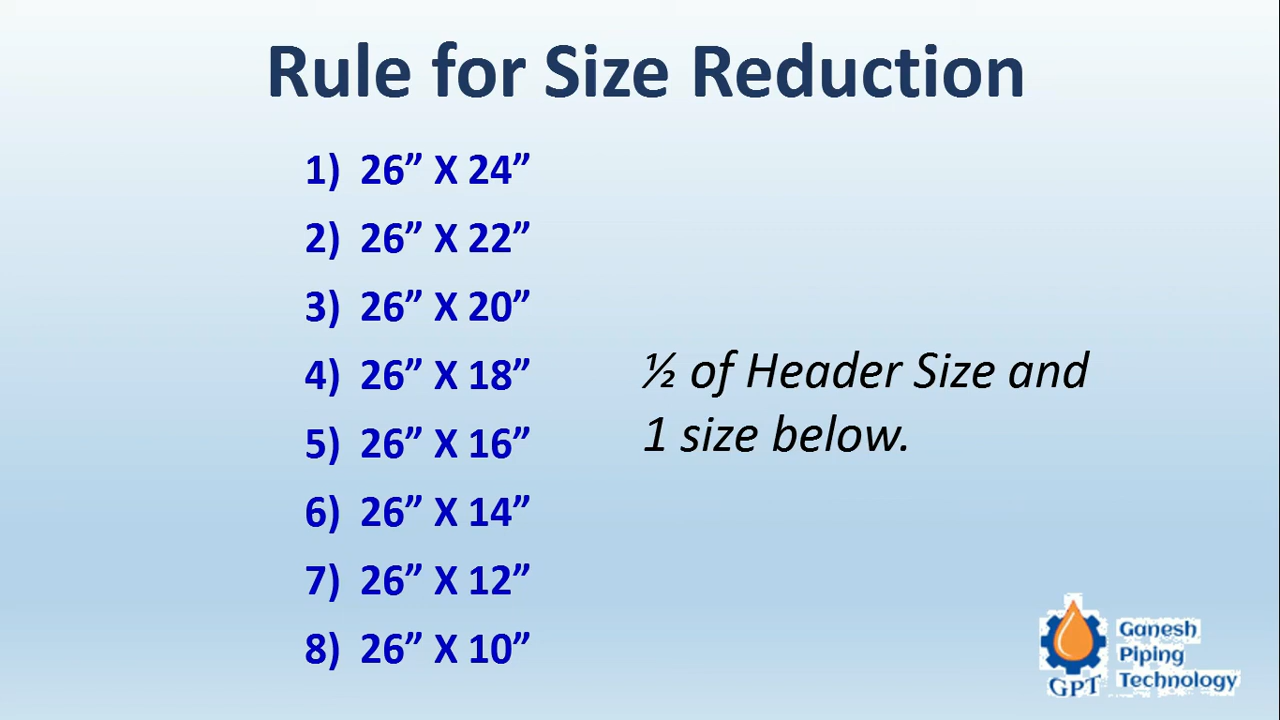 Rule for Size Reduction
1) 26” X 24”
2) 26” X 22”
3) 26” X 20”
4) 26” X 18”
5) 26” X 16”
6) 26” X 14”
7) 26” X 12”
8) 26” X 10”
½ of Header Size and
1 size below.
GPT
Ganesh
Piping
Technology